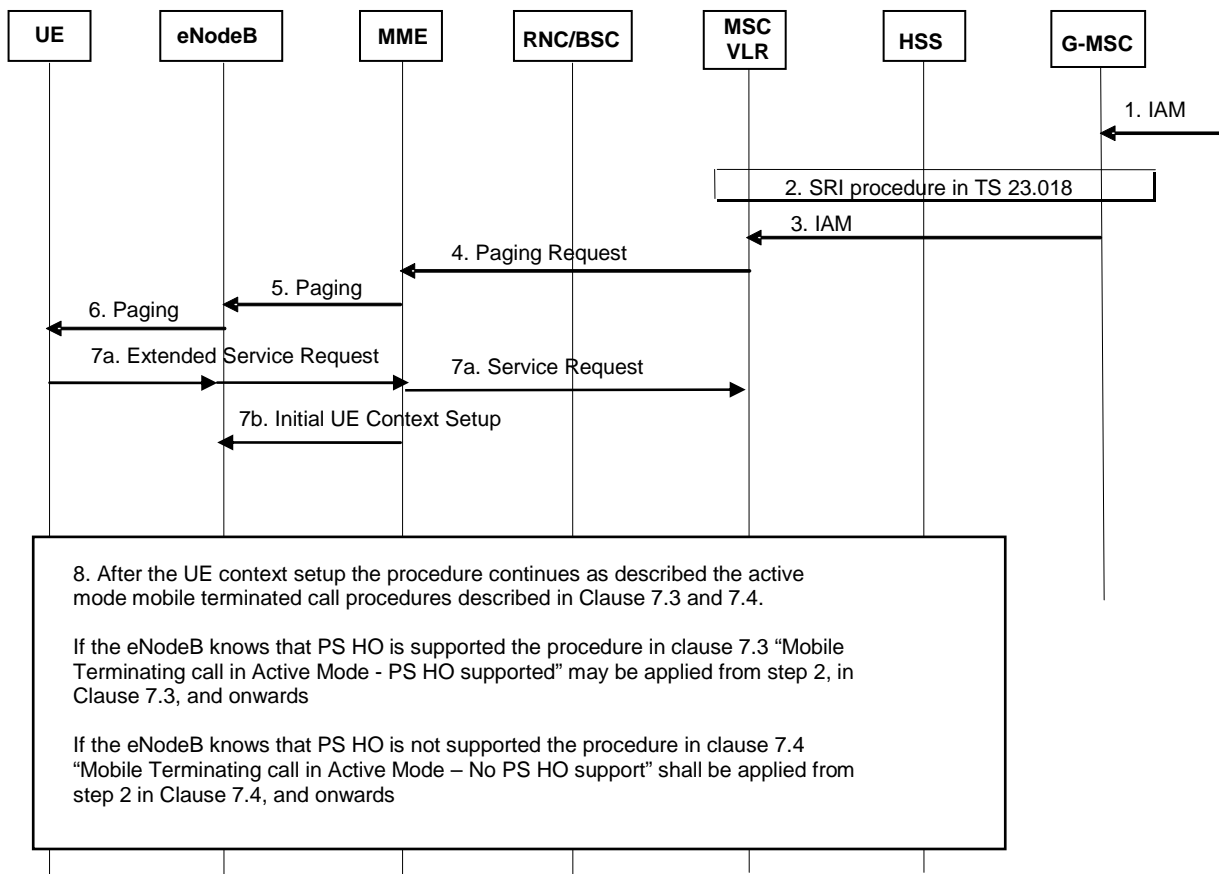 UE
eNodeB
MME
RNC/BSC
MSC
VLR
HSS
G-MSC
1. IAM
2. SRI procedure in TS 23.018
3. IAM
4. Paging Request
5. Paging
6. Paging
7a. Extended Service Request
7a. Service Request
7b. Initial UE Context Setup
8. After the UE context setup the procedure continues as described the active
mode mobile terminated call procedures described in Clause 7.3 and 7.4.
If the eNodeB knows that PS HO is supported the procedure in clause 7.3 “Mobile
Terminating call in Active Mode - PS HO supported” may be applied from step 2, in
Clause 7.3, and onwards
If the eNodeB knows that PS HO is not supported the procedure in clause 7.4
“Mobile Terminating call in Active Mode – No PS HO support” shall be applied from
step 2 in Clause 7.4, and onwards